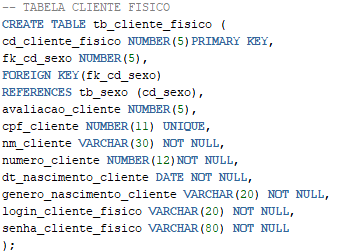 -- TABELA CLIENTE FISICO
CREATE TABLE tb_cliente_fisico (
cd_cliente_fisico NUMBER(5)PRIMARY KEY,
fk_cd_sexo NUMBER(5),
FOREIGN KEY(fk_cd_sexo)
REFERENCES tb_sexo (cd_sexo),
avaliacao_cliente NUMBER(5),
cpf_cliente NUMBER(11) UNIQUE,
nm_cliente VARCHAR(30) NOT NULL,
numero_cliente NUMBER(12)NOT NULL,
dt_nascimento_cliente DATE NOT NULL,
genero_nascimento_cliente VARCHAR(20) NOT NULL,
login_cliente_fisico VARCHAR(20) NOT NULL,
senha_cliente_fisico VARCHAR(80) NOT NULL
);